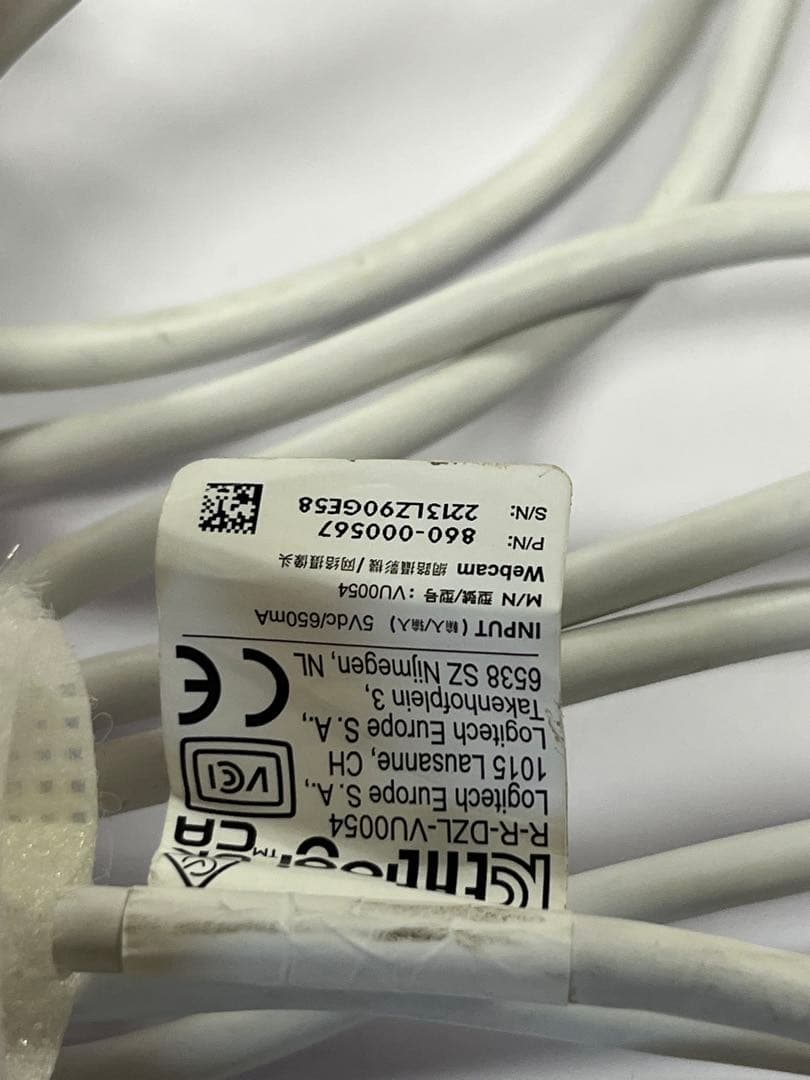 S/N: 2213LZ90GE58
P/N: 860-000567
Webcam 網路攝影機 / 网络摄像头
M/N 型號/型号 : VU0054
INPUT ( 輸入/输入) 5Vdc/650mA
6538 SZ Nijmegen, NL
Takenhofplein 3,
Logitech Europe S. A.,
1015 Lausanne, CH
Logitech Europe S. A.,
R-R-DZL-VU0054
CE
VCI